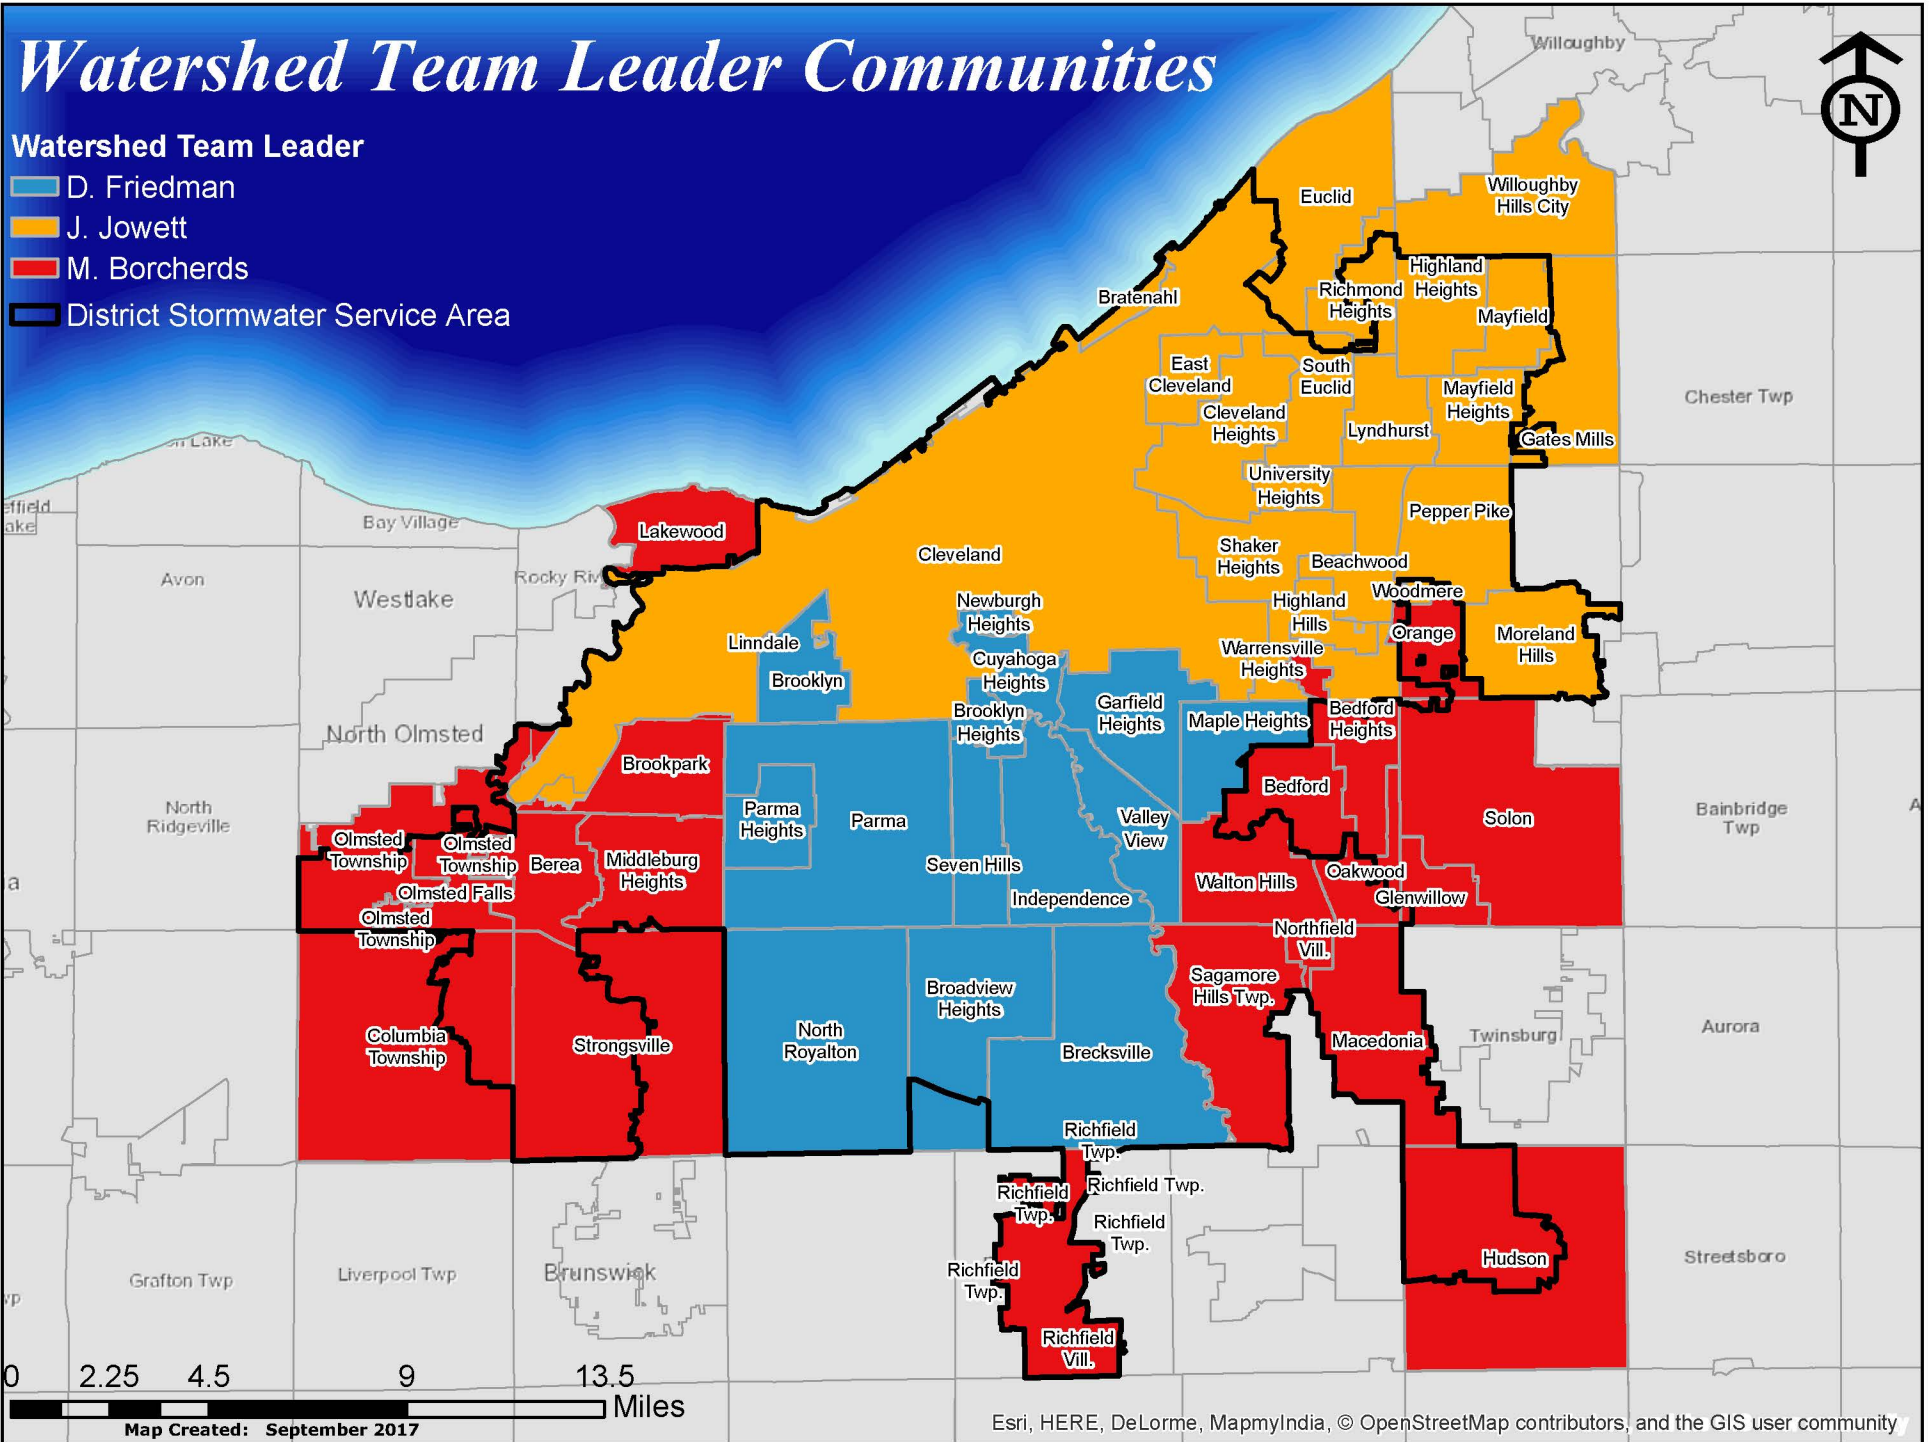 Watershed Team Leader Communities
Watershed Team Leader
D. Friedman
J. Jowett
M. Borcherds
District Stormwater Service Area
N
Willoughby
Willoughby
Hills City
Euclid
Highland
Heights
Richmond
Heights
Mayfield
Bratenahl
East
Cleveland
South
Euclid
Mayfield
Heights
Chester Twp
Cleveland
Heights
Lyndhurst
Gates Mills
Lake
University
Heights
Pepper Pike
Bay Village
Lakewood
Cleveland
Shaker
Heights
Beachwood
Avon
Westlake
Rocky Riv
Woodmere
Newburgh
Heights
Highland
Hills
Orange
Moreland
Hills
Linndale
Warrensville
Heights
Cuyahoga
Heights
Brooklyn
Garfield
Heights
Brooklyn
Heights
Maple Heights
Bedford
Heights
North Olmsted
Brookpark
Bedford
North
Ridgeville
Parma
Heights
Parma
Valley
View
Solon
Bainbridge
Twp
A
Olmsted
Township
Olmsted
Township
Berea
Middleburg
Heights
Seven Hills
Oakwood
a
Olmsted Falls
Independence
Walton Hills
Glenwillow
Olmsted
Township
Northfield
Vill.
Sagamore
Hills Twp.
Broadview
Heights
Columbia
Township
Strongsville
North
Royalton
Brecksville
Macedonia
Twinsburg
Aurora
Richfield
Twp.
Richfield
Twp.
Richfield Twp.
Richfield
Twp.
Richfield
Twp.
Hudson
Streetsboro
Grafton Twp
Liverpool Twp
Brunswick
Richfield
Vill.
0 2.25 4.5 9 13.5
Miles
Map Created: September 2017
Esri, HERE, DeLorme, MapmyIndia, © OpenStreetMap contributors, and the GIS user community